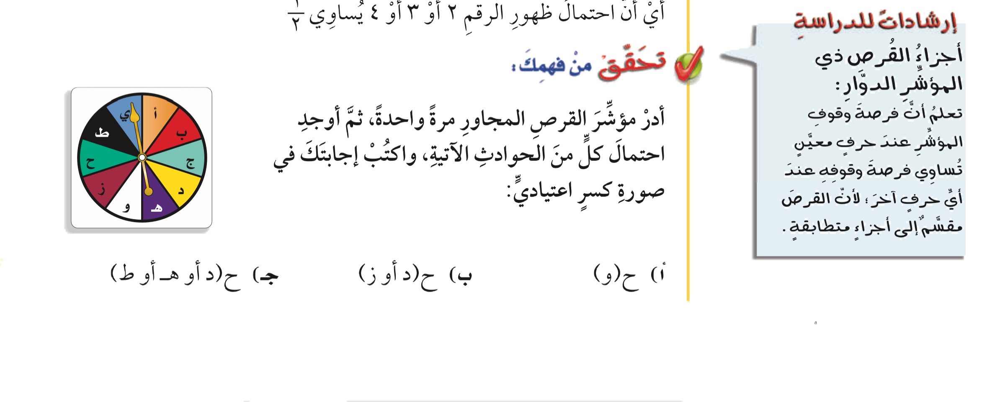 أيْ أنَّ احتمالَ ظهورِ الرقمِ ٢ أوْ ٣ أوْ ٤ يُساوِي ١/٢
تَحَقَّقْ منْ فهمِكَ:
أدرْ مؤشِّرَ القرصِ المجاورِ مرةً واحدةً، ثمَّ أوجدِ
احتمالَ كلٍّ منَ الحوادثِ الآتيةِ، واكتُبْ إجابتَكَ في
صورةِ كسرٍ اعتياديٍّ:
أ
ب
ج
د
هـ
و
ز
ح
ط
ي
أ) ح(و)
ب) ح(د أو ز)
جـ) ح(د أو هـ أو ط)
إرشاداتٌ للدراسةِ
أجزاءُ القُرصِ ذي
المؤشِّرِ الدوَّارِ:
تعلمُ أنَّ فرصةَ وقوفِ
المؤشِّرِ عندَ حرفٍ معيَّنٍ
تُساوِي فرصةَ وقوفِهِ عندَ
أيِّ حرفٍ آخرَ؛ لأنّ القرصَ
مقسَّمٌ إلى أجزاءٍ متطابقةٍ.